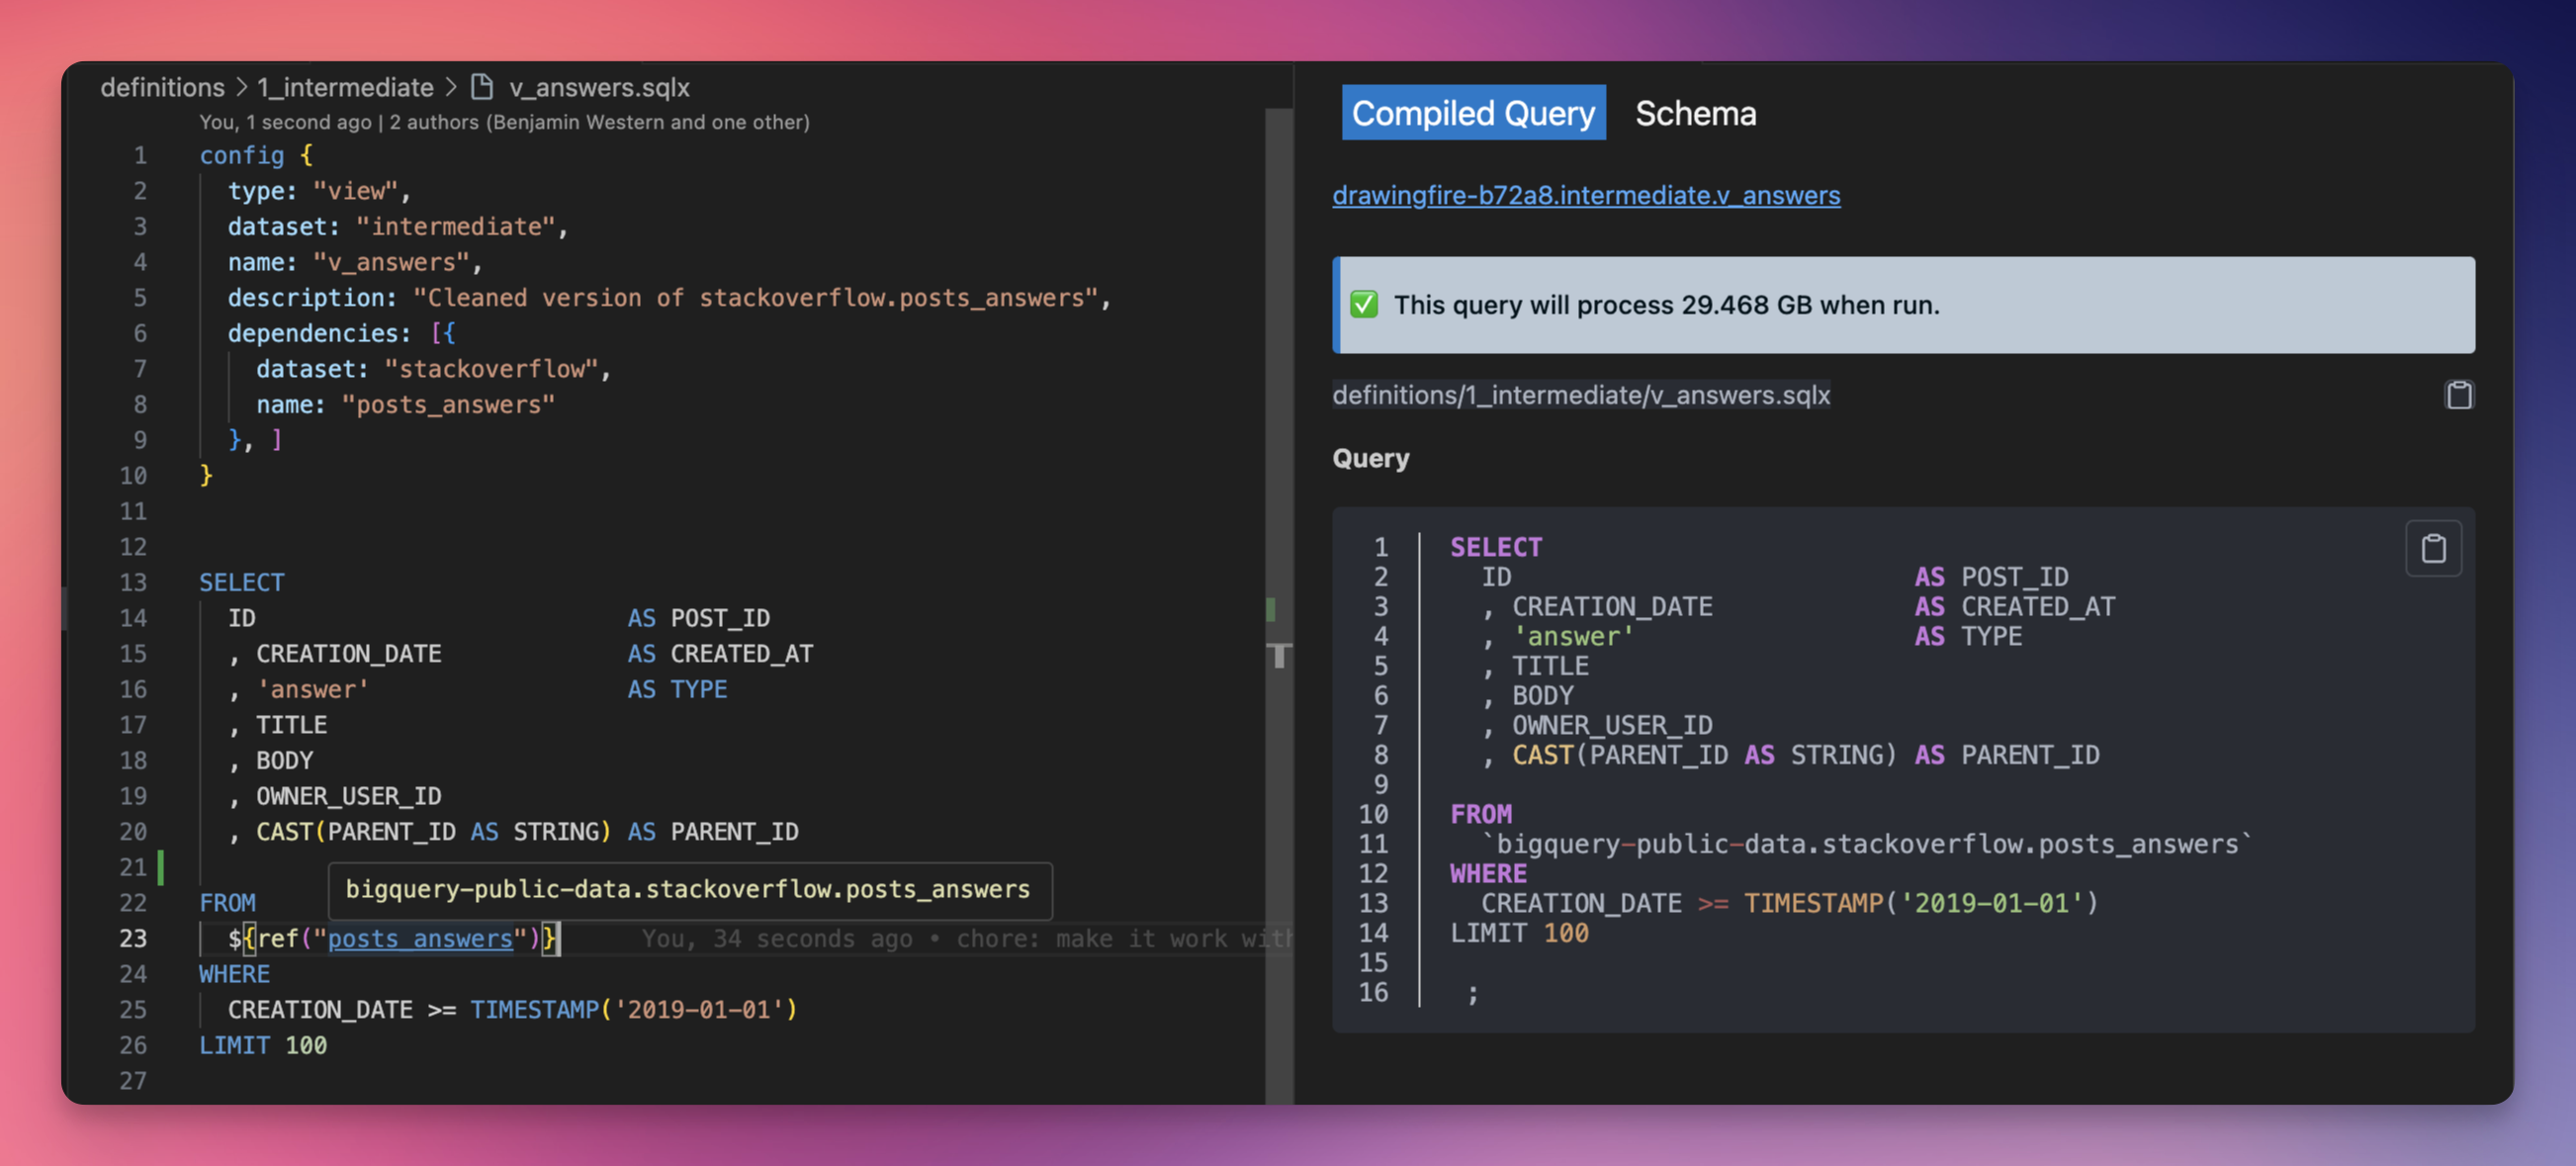 definitions > 1_intermediate > v_answers.sqlx
You, 1 second ago | 2 authors (Benjamin Western and one other)
1 config {
2 type: "view",
3 dataset: "intermediate",
4 name: "v_answers",
5 description: "Cleaned version of stackoverflow.posts_answers",
6 dependencies: [{
7 dataset: "stackoverflow",
8 name: "posts_answers"
9 }, ]
10 }
11
12
13 SELECT
14 ID AS POST_ID
15 , CREATION_DATE AS CREATED_AT
16 , 'answer' AS TYPE
17 , TITLE
18 , BODY
19 , OWNER_USER_ID
20 , CAST(PARENT_ID AS STRING) AS PARENT_ID
21
bigquery-public-data.stackoverflow.posts_answers
22 FROM
23 ${ref("posts_answers")} You, 34 seconds ago • chore: make it work with
24 WHERE
25 CREATION_DATE >= TIMESTAMP('2019-01-01')
26 LIMIT 100
27
Compiled Query Schema
drawingfire-b72a8.intermediate.v_answers
✅ This query will process 29.468 GB when run.
definitions/1_intermediate/v_answers.sqlx
Query
1 SELECT
2 ID AS POST_ID
3 , CREATION_DATE AS CREATED_AT
4 , 'answer' AS TYPE
5 , TITLE
6 , BODY
7 , OWNER_USER_ID
8 , CAST(PARENT_ID AS STRING) AS PARENT_ID
9
10 FROM
11 `bigquery-public-data.stackoverflow.posts_answers`
12 WHERE
13 CREATION_DATE >= TIMESTAMP('2019-01-01')
14 LIMIT 100
15
16 ;